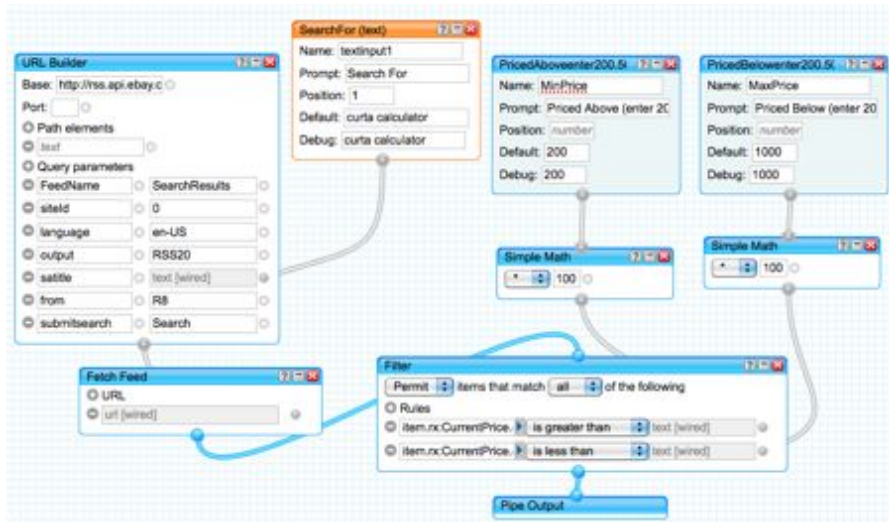 SearchFor (text)
Name: textinput1
Prompt: Search For
Position: 1
Default: curta calculator
Debug: curta calculator
URL Builder
Base: http://rss.api.ebay.c
Port:
Path elements
text
Query parameters
FeedName SearchResults
siteId 0
language en-US
output RSS20
satitle text [wired]
from R8
submitsearch Search
PricedAboveenter200.5(
Name: MinPrice
Prompt: Priced Above (enter 20
Position: number
Default: 200
Debug: 200
PricedBelowenter200.5(
Name: MaxPrice
Prompt: Priced Below (enter 20
Position: number
Default: 1000
Debug: 1000
Simple Math
* 100
Simple Math
* 100
Fetch Feed
URL
url [wired]
Filter
Permit items that match all of the following
Rules
item.rx:CurrentPrice. is greater than text [wired]
item.rx:CurrentPrice. is less than text [wired]
Pipe Output